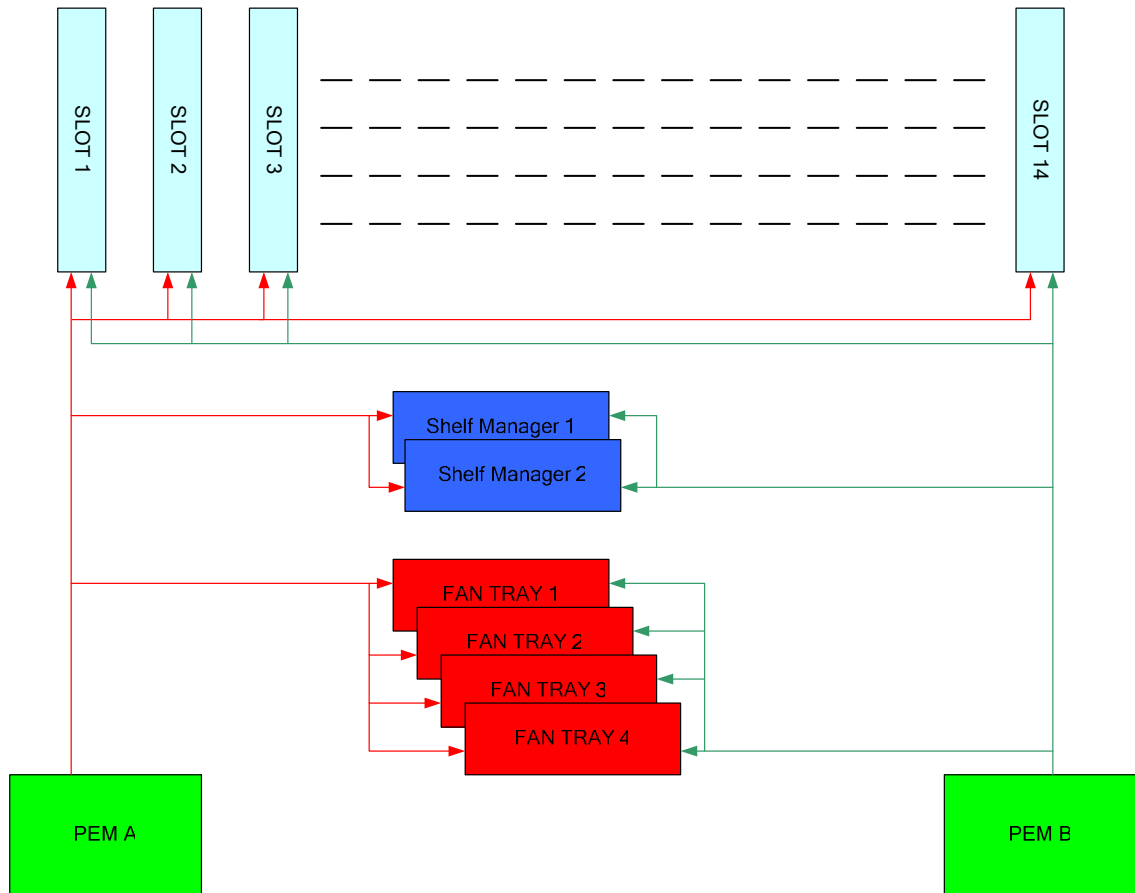 SLOT 1
SLOT 2
SLOT 3
SLOT 14
Shelf Manager 1
Shelf Manager 2
FAN TRAY 1
FAN TRAY 2
FAN TRAY 3
FAN TRAY 4
PEM A
PEM B